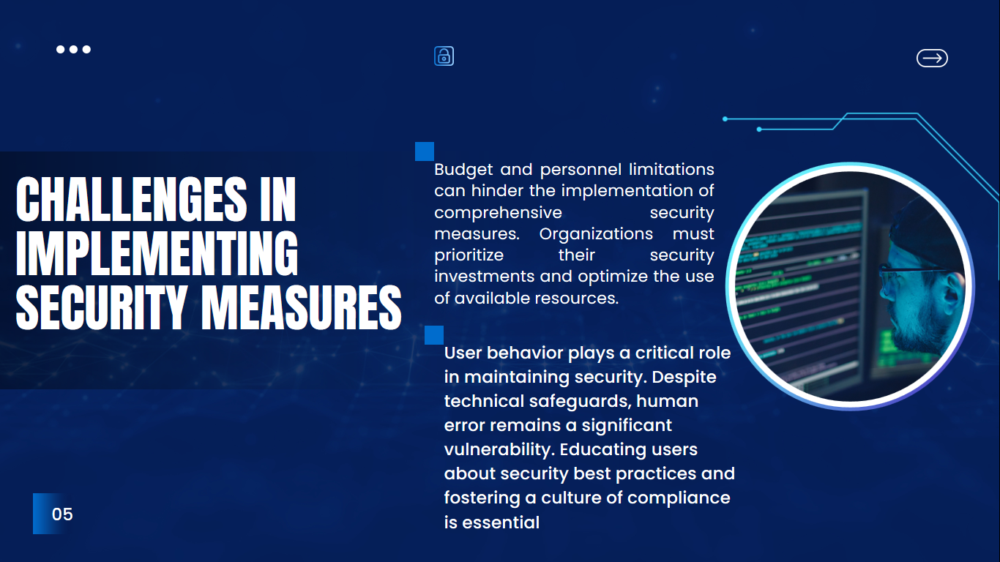 CHALLENGES IN
IMPLEMENTING
SECURITY MEASURES
Budget and personnel limitations
can hinder the implementation of
comprehensive security
measures. Organizations must
prioritize their security
investments and optimize the use
of available resources.
User behavior plays a critical role
in maintaining security. Despite
technical safeguards, human
error remains a significant
vulnerability. Educating users
about security best practices and
fostering a culture of compliance
is essential
05